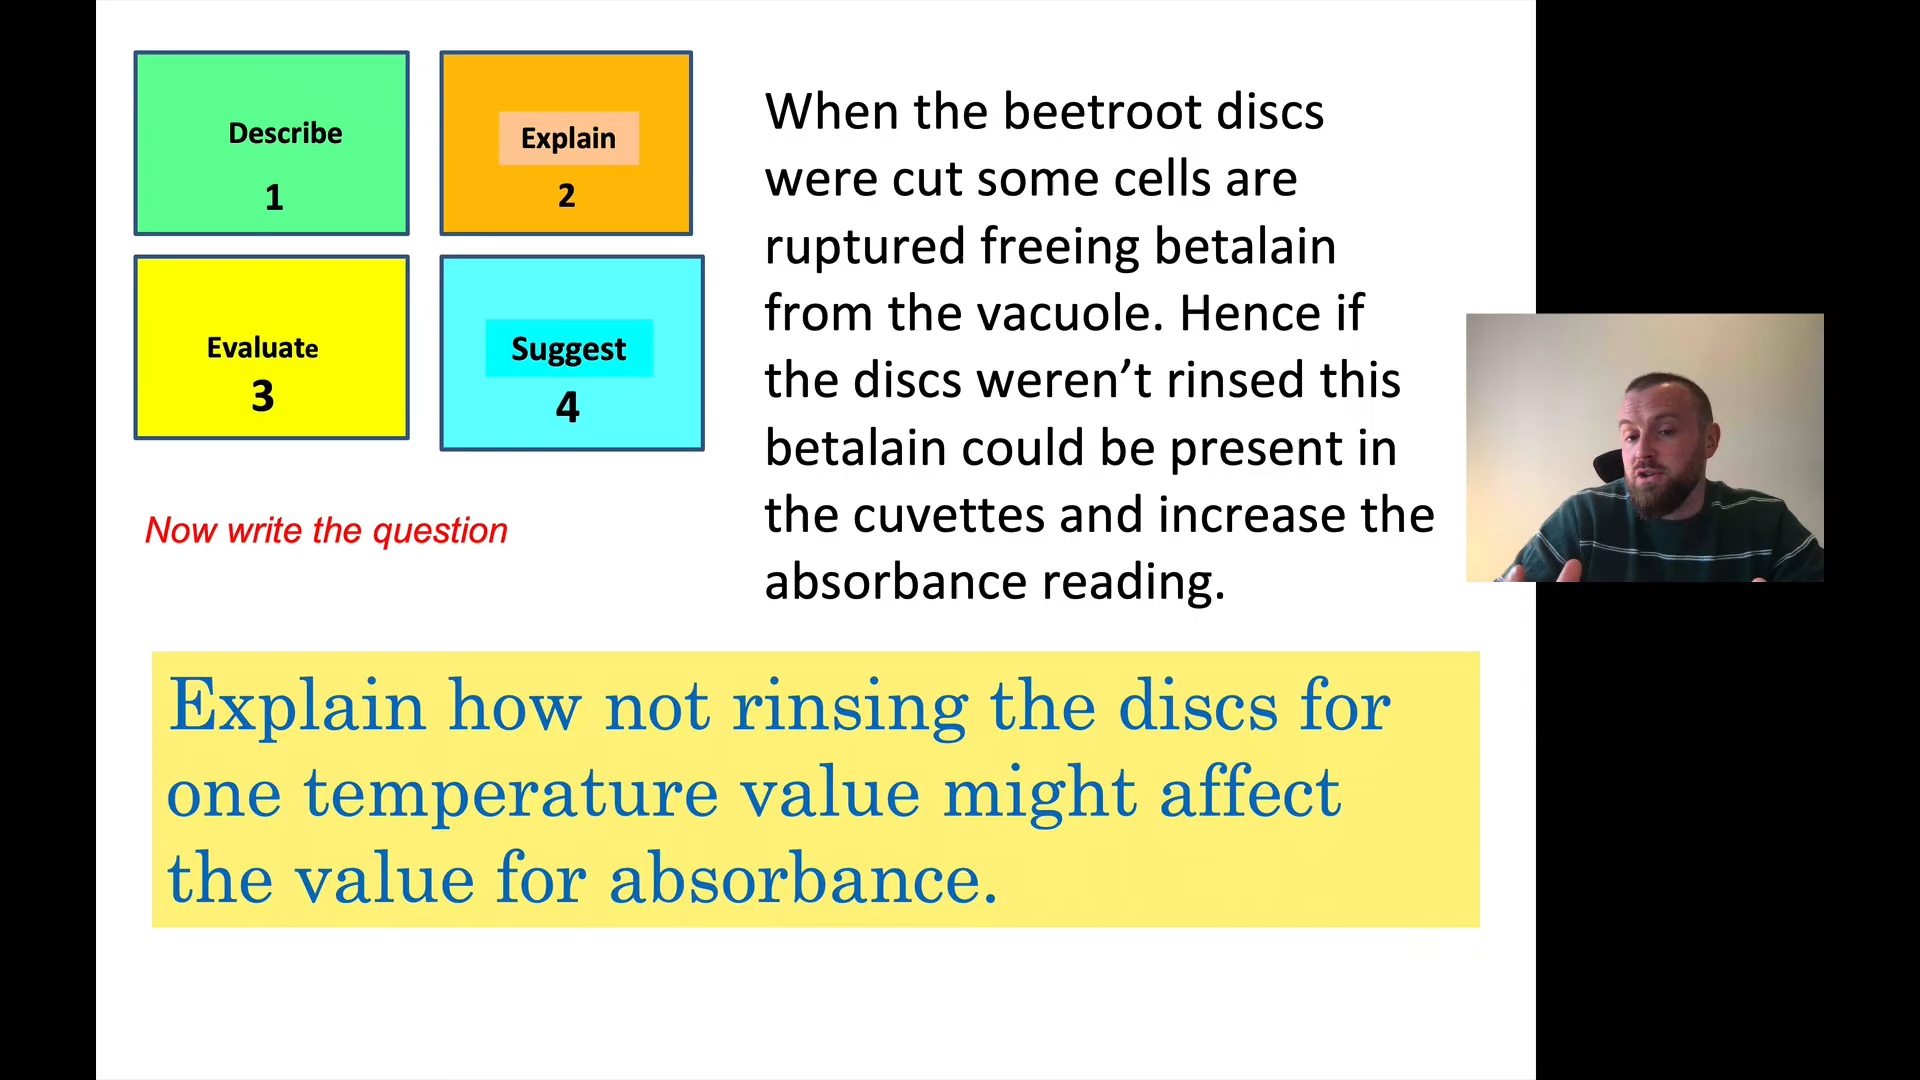 Describe
1
Explain
2
Evaluate
3
Suggest
4
Now write the question
When the beetroot discs
were cut some cells are
ruptured freeing betalain
from the vacuole. Hence if
the discs weren’t rinsed this
betalain could be present in
the cuvettes and increase the
absorbance reading.
Explain how not rinsing the discs for
one temperature value might affect
the value for absorbance.